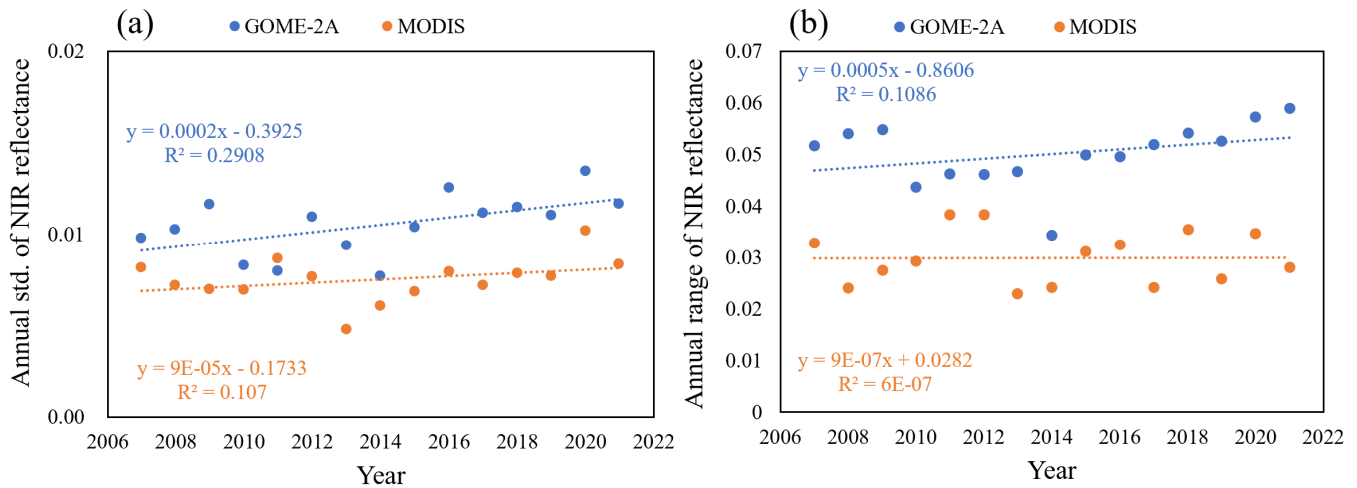 (a)
GOME-2A MODIS
Annual std. of NIR reflectance
0.02
0.01
0.00
y = 0.0002x - 0.3925
R² = 0.2908
y = 9E-05x - 0.1733
R² = 0.107
2006 2008 2010 2012 2014 2016 2018 2020 2022
Year
(b)
GOME-2A MODIS
Annual range of NIR reflectance
0.07
0.06
0.05
0.04
0.03
0.02
0.01
0
y = 0.0005x - 0.8606
R² = 0.1086
y = 9E-07x + 0.0282
R² = 6E-07
2006 2008 2010 2012 2014 2016 2018 2020 2022
Year